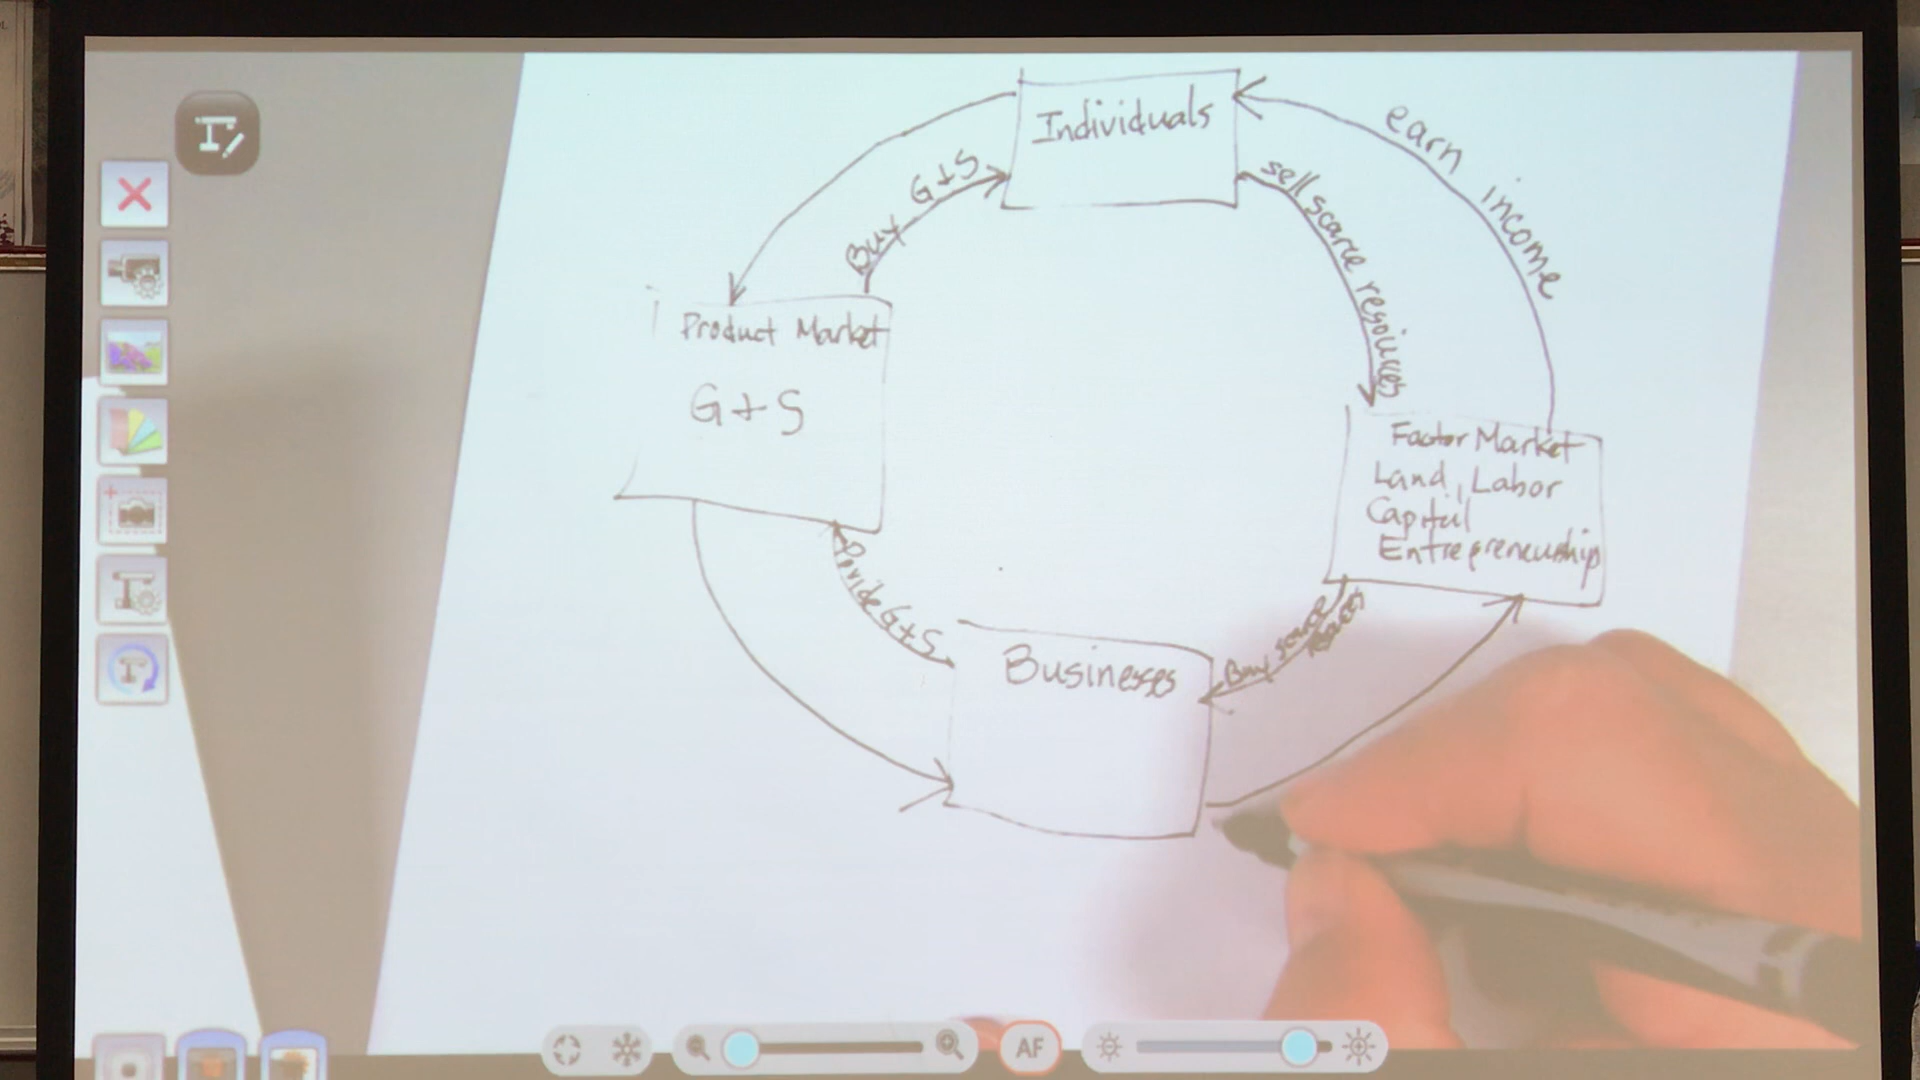 Individuals
earn income
Buy G+S
sell scarce resources
Product Market
G+S
Factor Market
Land, Labor
Capital
Entrepreneurship
Provide G+S
Buy scarce
Businesses
AF